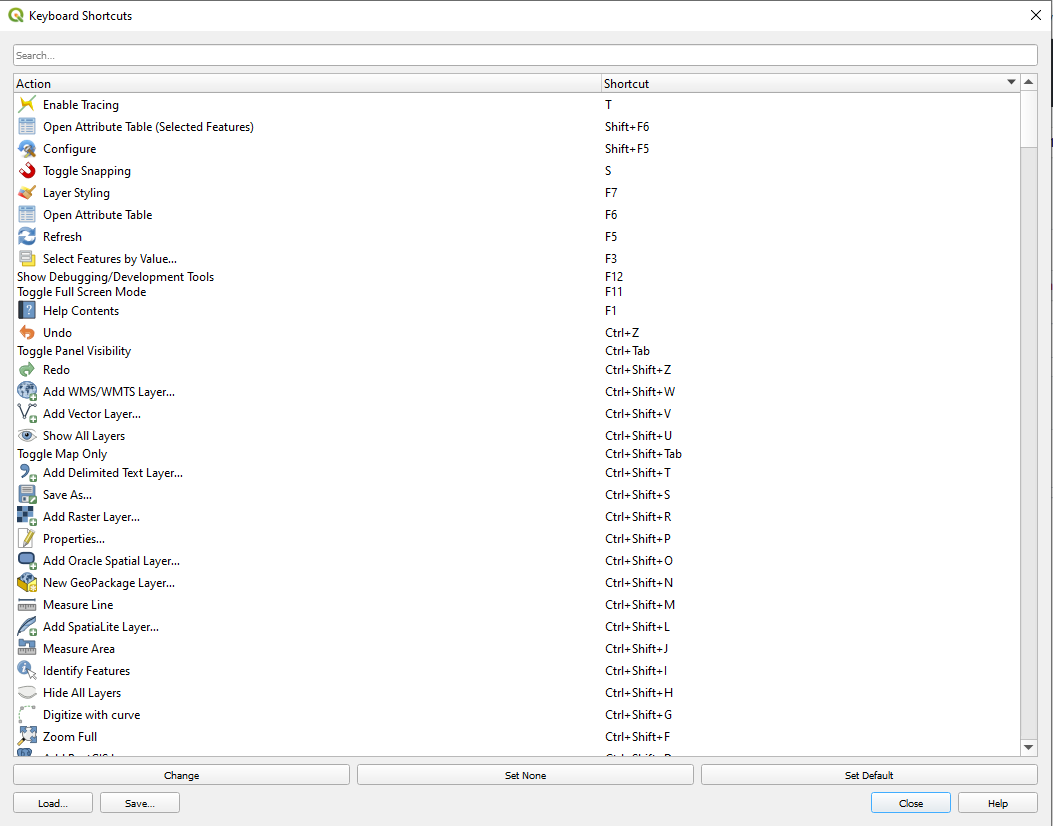 Keyboard Shortcuts
Search...
Action Shortcut
Enable Tracing T
Open Attribute Table (Selected Features) Shift+F6
Configure Shift+F5
Toggle Snapping S
Layer Styling F7
Open Attribute Table F6
Refresh F5
Select Features by Value... F3
Show Debugging/Development Tools F12
Toggle Full Screen Mode F11
Help Contents F1
Undo Ctrl+Z
Toggle Panel Visibility Ctrl+Tab
Redo Ctrl+Shift+Z
Add WMS/WMTS Layer... Ctrl+Shift+W
Add Vector Layer... Ctrl+Shift+V
Show All Layers Ctrl+Shift+U
Toggle Map Only Ctrl+Shift+Tab
Add Delimited Text Layer... Ctrl+Shift+T
Save As... Ctrl+Shift+S
Add Raster Layer... Ctrl+Shift+R
Properties... Ctrl+Shift+P
Add Oracle Spatial Layer... Ctrl+Shift+O
New GeoPackage Layer... Ctrl+Shift+N
Measure Line Ctrl+Shift+M
Add SpatiaLite Layer... Ctrl+Shift+L
Measure Area Ctrl+Shift+J
Identify Features Ctrl+Shift+I
Hide All Layers Ctrl+Shift+H
Digitize with curve Ctrl+Shift+G
Zoom Full Ctrl+Shift+F
Change Set None Set Default
Load... Save... Close Help